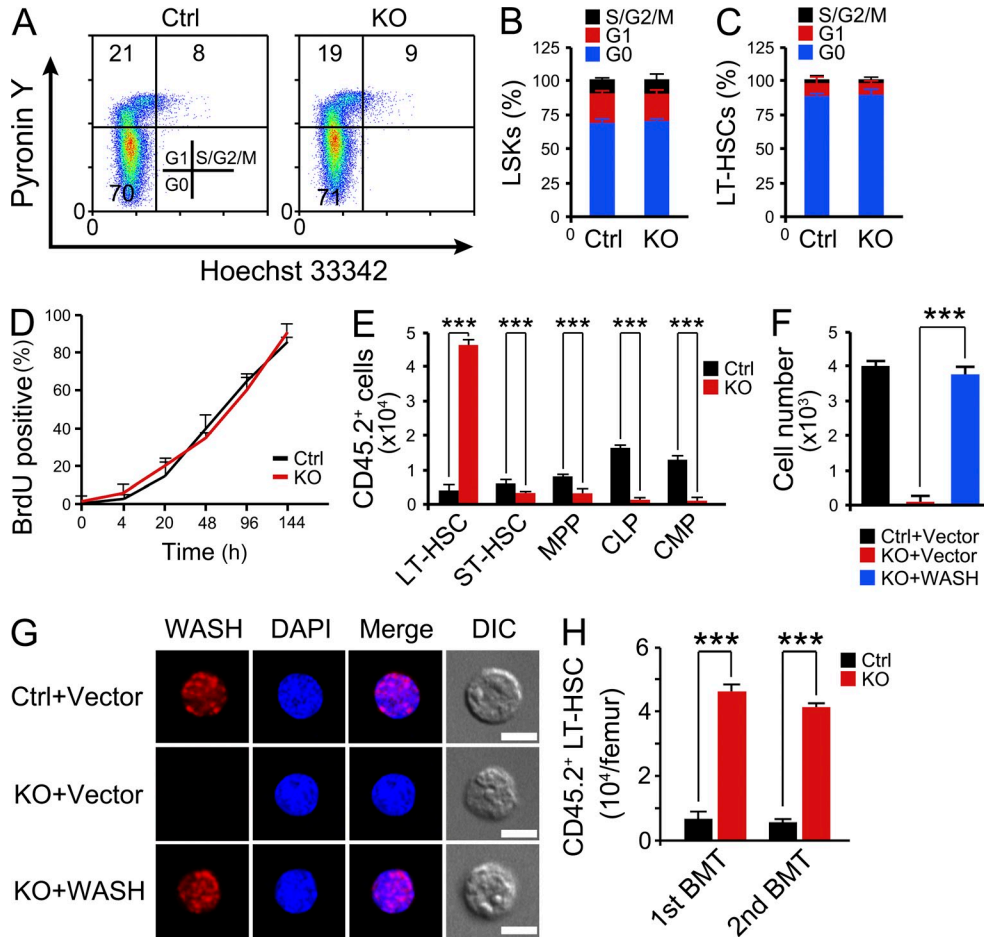 A
Ctrl
KO
21
8
19
9
Pyronin Y
G1
S/G2/M
G0
70
71
0
0
0
0
Hoechst 33342
B
S/G2/M
G1
G0
LSKs (%)
125
100
75
50
25
0
Ctrl
KO
C
S/G2/M
G1
G0
LT-HSCs (%)
125
100
75
50
25
0
Ctrl
KO
D
BrdU positive (%)
100
80
60
40
20
0
Ctrl
KO
0
4
20
48
96
144
Time (h)
E
CD45.2+ cells
(x10⁴)
5
4
2
1
0
***
***
***
***
***
Ctrl
KO
LT-HSC
ST-HSC
MPP
CLP
CMP
F
***
Cell number
(x10³)
5
4
3
2
1
0
Ctrl+Vector
KO+Vector
KO+WASH
G
WASH
DAPI
Merge
DIC
Ctrl+Vector
KO+Vector
KO+WASH
H
CD45.2+ LT-HSC
(10⁴/femur)
6
4
2
0
***
***
Ctrl
KO
1st BMT
2nd BMT